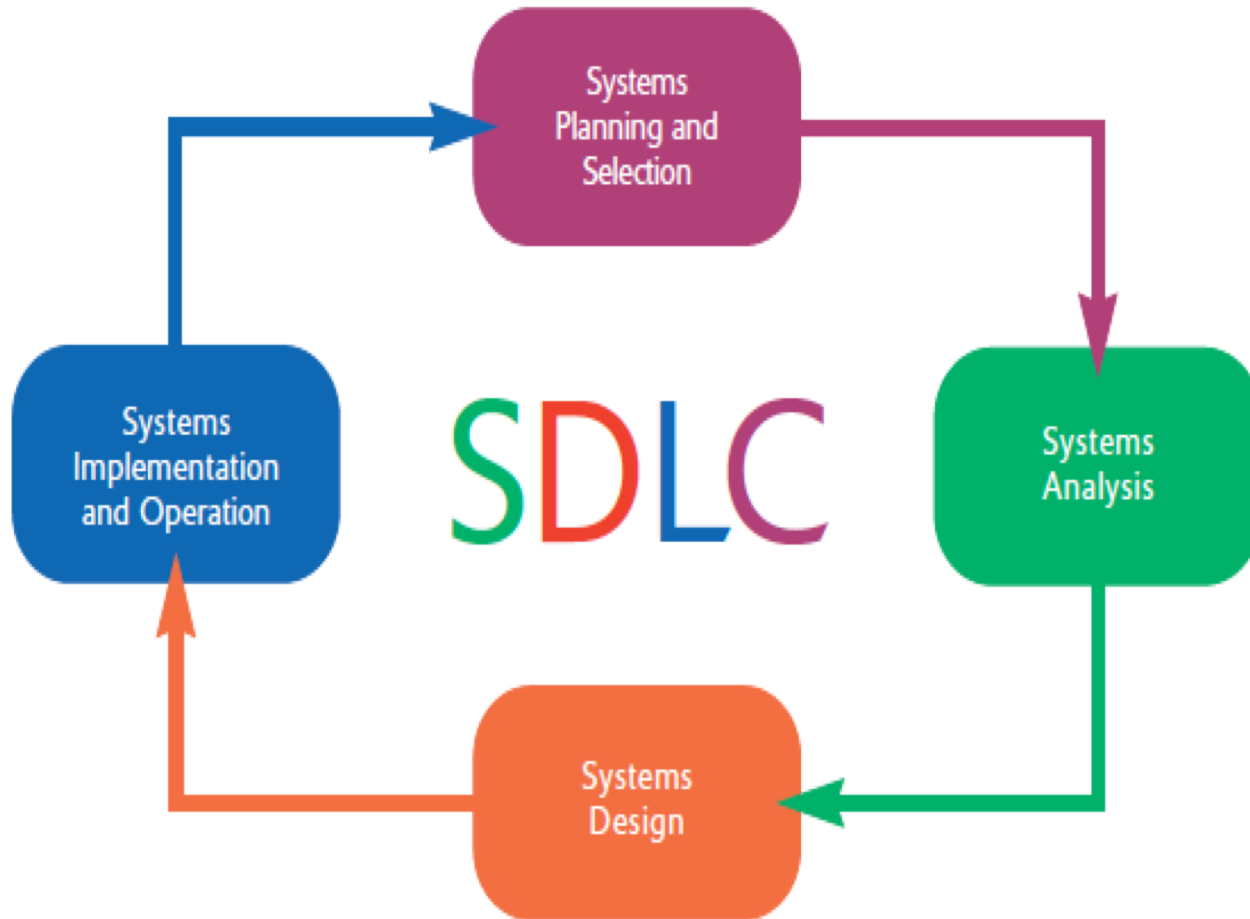 Systems
Planning and
Selection
Systems
Implementation
and Operation
SDLC
Systems
Analysis
Systems
Design